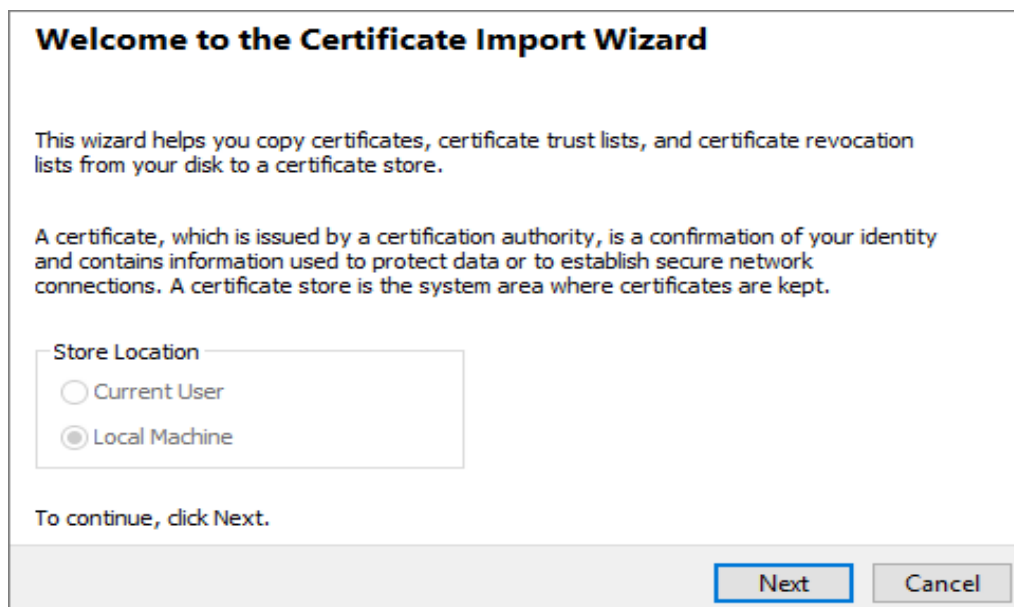 Welcome to the Certificate Import Wizard
This wizard helps you copy certificates, certificate trust lists, and certificate revocation
lists from your disk to a certificate store.
A certificate, which is issued by a certification authority, is a confirmation of your identity
and contains information used to protect data or to establish secure network
connections. A certificate store is the system area where certificates are kept.
Store Location
Current User
Local Machine
To continue, click Next.
Next
Cancel